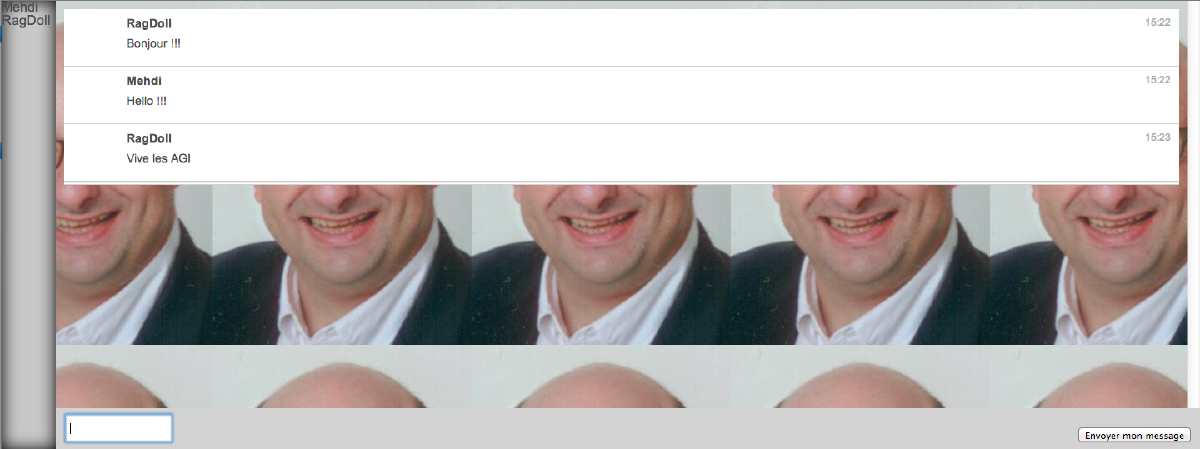 Mehdi
RagDoll
RagDoll 15:22
Bonjour !!!
Mehdi 15:22
Hello !!!
RagDoll 15:23
Vive les AGI
Envoyer mon message